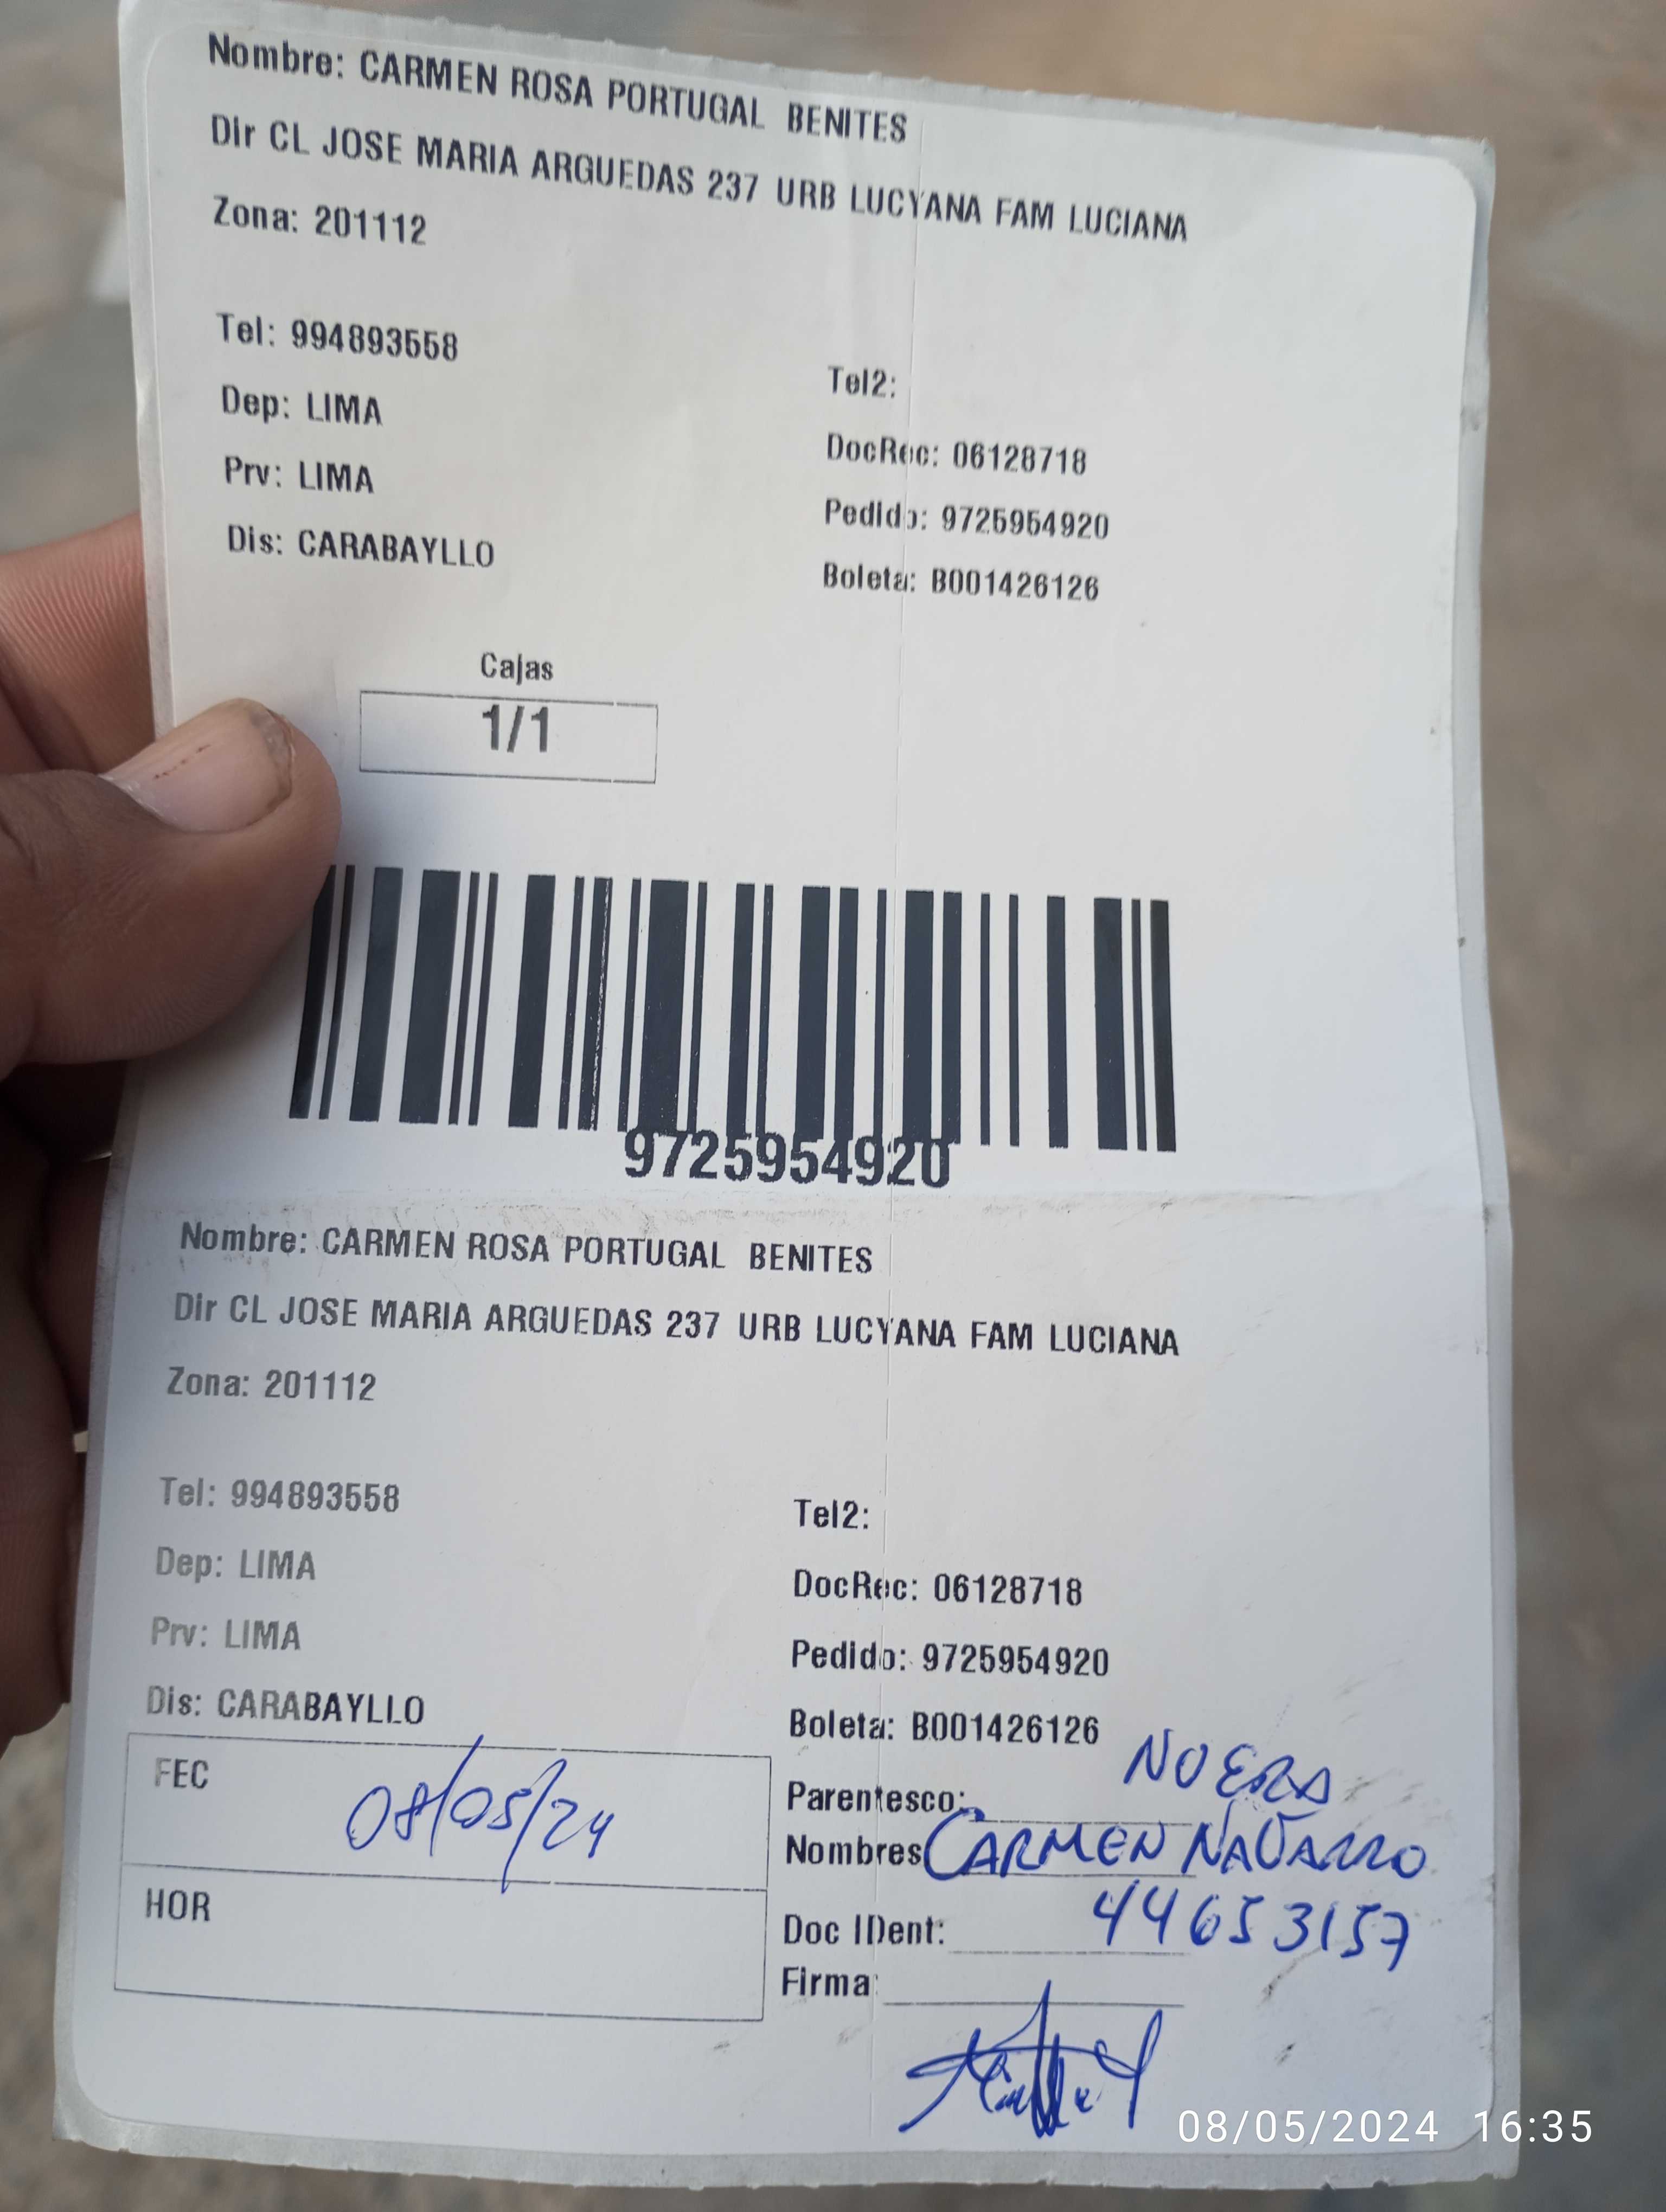 Nombre: CARMEN ROSA PORTUGAL BENITES
Dir CL JOSE MARIA ARGUEDAS 237 URB LUCYANA FAM LUCIANA
Zona: 201112
Tel: 994893558
Tel2:
Dep: LIMA
DocRec: 06128718
Prv: LIMA
Pedido: 9725954920
Dis: CARABAYLLO
Boleta: B001426126
Cajas
1/1
9725954920
Nombre: CARMEN ROSA PORTUGAL BENITES
Dir CL JOSE MARIA ARGUEDAS 237 URB LUCYANA FAM LUCIANA
Zona: 201112
Tel: 994893558
Tel2:
Dep: LIMA
DocRec: 06128718
Prv: LIMA
Pedido: 9725954920
Dis: CARABAYLLO
Boleta: B001426126
FEC 08/05/24
HOR
Parentesco: NUERA
Nombres CARMEN NAVARRO
Doc IDent: 44653157
Firma:
08/05/2024 16:35